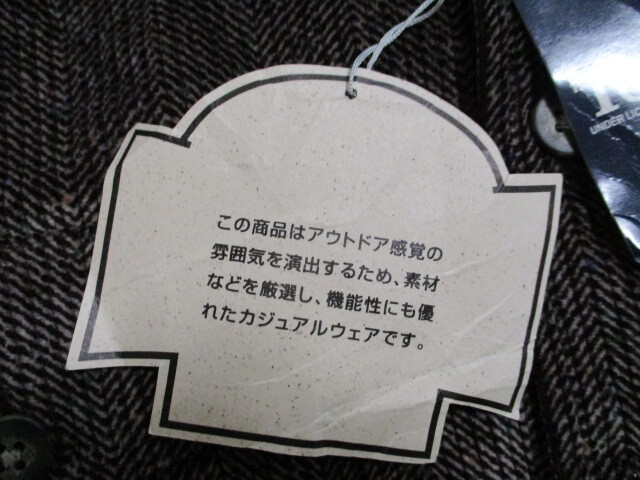 この商品はアウトドア感覚の
雰囲気を演出するため、素材
などを厳選し、機能性にも優
れたカジュアルウェアです。
UNDER